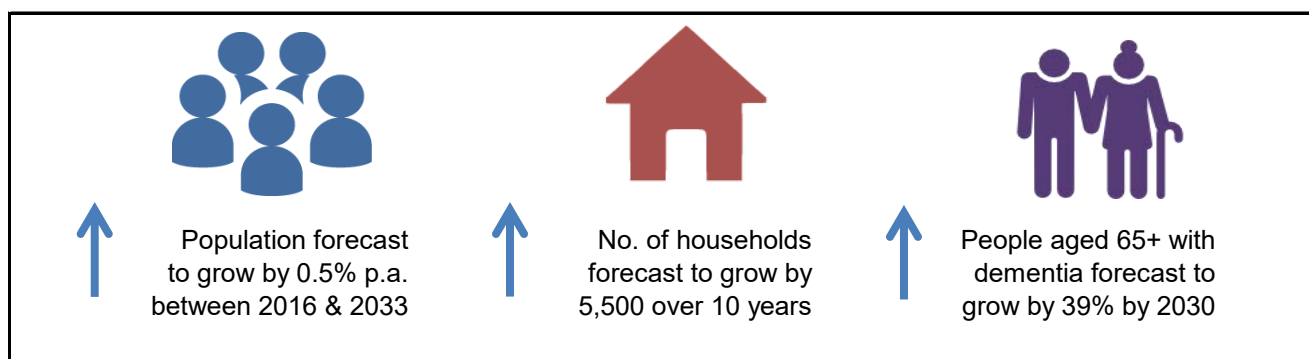 Population forecast
to grow by 0.5% p.a.
between 2016 & 2033
No. of households
forecast to grow by
5,500 over 10 years
People aged 65+ with
dementia forecast to
grow by 39% by 2030